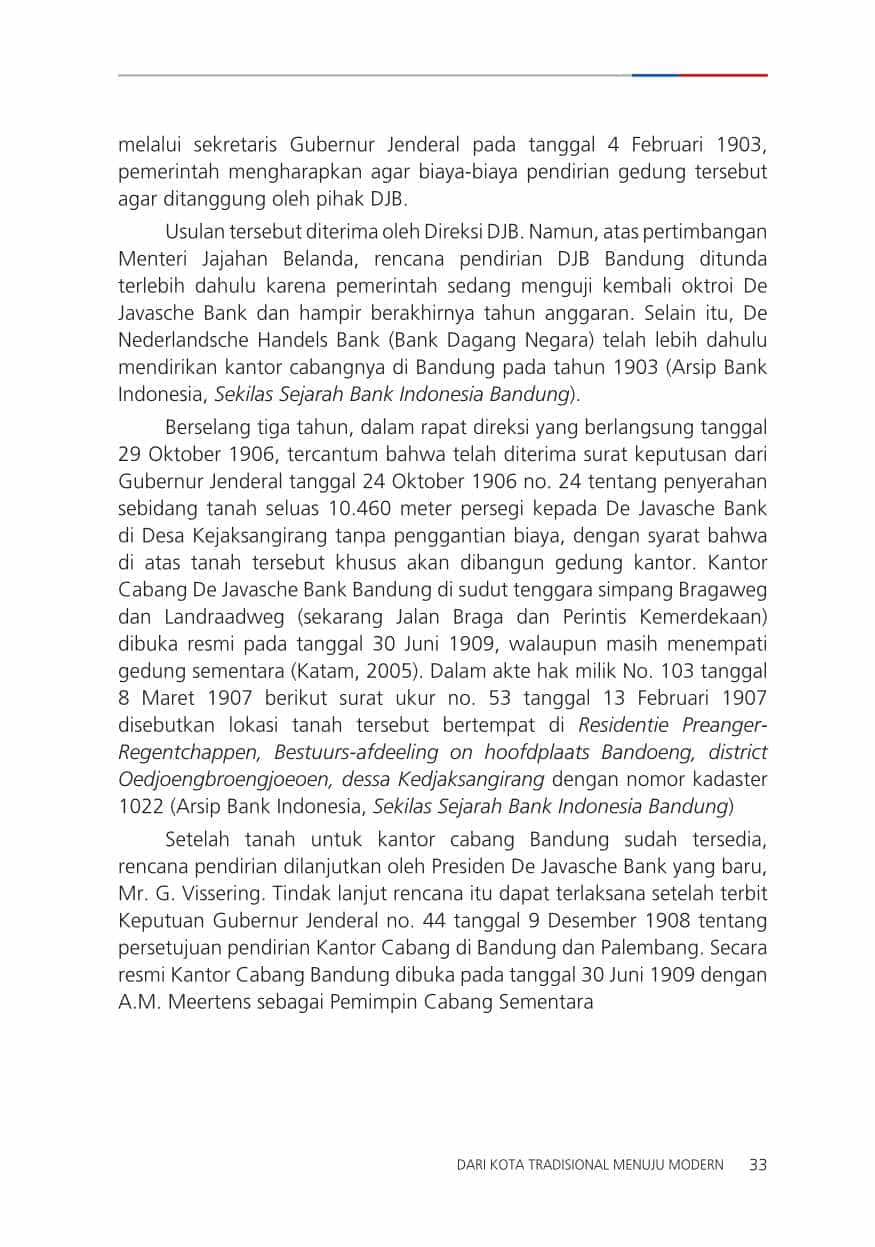 melalui sekretaris Gubernur Jenderal pada tanggal 4 Februari 1903,
pemerintah mengharapkan agar biaya-biaya pendirian gedung tersebut
agar ditanggung oleh pihak DJB.
Usulan tersebut diterima oleh Direksi DJB. Namun, atas pertimbangan
Menteri Jajahan Belanda, rencana pendirian DJB Bandung ditunda
terlebih dahulu karena pemerintah sedang menguji kembali oktroi De
Javasche Bank dan hampir berakhirnya tahun anggaran. Selain itu, De
Nederlandsche Handels Bank (Bank Dagang Negara) telah lebih dahulu
mendirikan kantor cabangnya di Bandung pada tahun 1903 (Arsip Bank
Indonesia, Sekilas Sejarah Bank Indonesia Bandung).
Berselang tiga tahun, dalam rapat direksi yang berlangsung tanggal
29 Oktober 1906, tercantum bahwa telah diterima surat keputusan dari
Gubernur Jenderal tanggal 24 Oktober 1906 no. 24 tentang penyerahan
sebidang tanah seluas 10.460 meter persegi kepada De Javasche Bank
di Desa Kejaksangirang tanpa penggantian biaya, dengan syarat bahwa
di atas tanah tersebut khusus akan dibangun gedung kantor. Kantor
Cabang De Javasche Bank Bandung di sudut tenggara simpang Bragaweg
dan Landraadweg (sekarang Jalan Braga dan Perintis Kemerdekaan)
dibuka resmi pada tanggal 30 Juni 1909, walaupun masih menempati
gedung sementara (Katam, 2005). Dalam akte hak milik No. 103 tanggal
8 Maret 1907 berikut surat ukur no. 53 tanggal 13 Februari 1907
disebutkan lokasi tanah tersebut bertempat di Residentie Preanger-
Regentchappen, Bestuurs-afdeeling on hoofdplaats Bandoeng, district
Oedjoengbroengjoeoen, dessa Kedjaksangirang dengan nomor kadaster
1022 (Arsip Bank Indonesia, Sekilas Sejarah Bank Indonesia Bandung)
Setelah tanah untuk kantor cabang Bandung sudah tersedia,
rencana pendirian dilanjutkan oleh Presiden De Javasche Bank yang baru,
Mr. G. Vissering. Tindak lanjut rencana itu dapat terlaksana setelah terbit
Keputuan Gubernur Jenderal no. 44 tanggal 9 Desember 1908 tentang
persetujuan pendirian Kantor Cabang di Bandung dan Palembang. Secara
resmi Kantor Cabang Bandung dibuka pada tanggal 30 Juni 1909 dengan
A.M. Meertens sebagai Pemimpin Cabang Sementara
DARI KOTA TRADISIONAL MENUJU MODERN 33